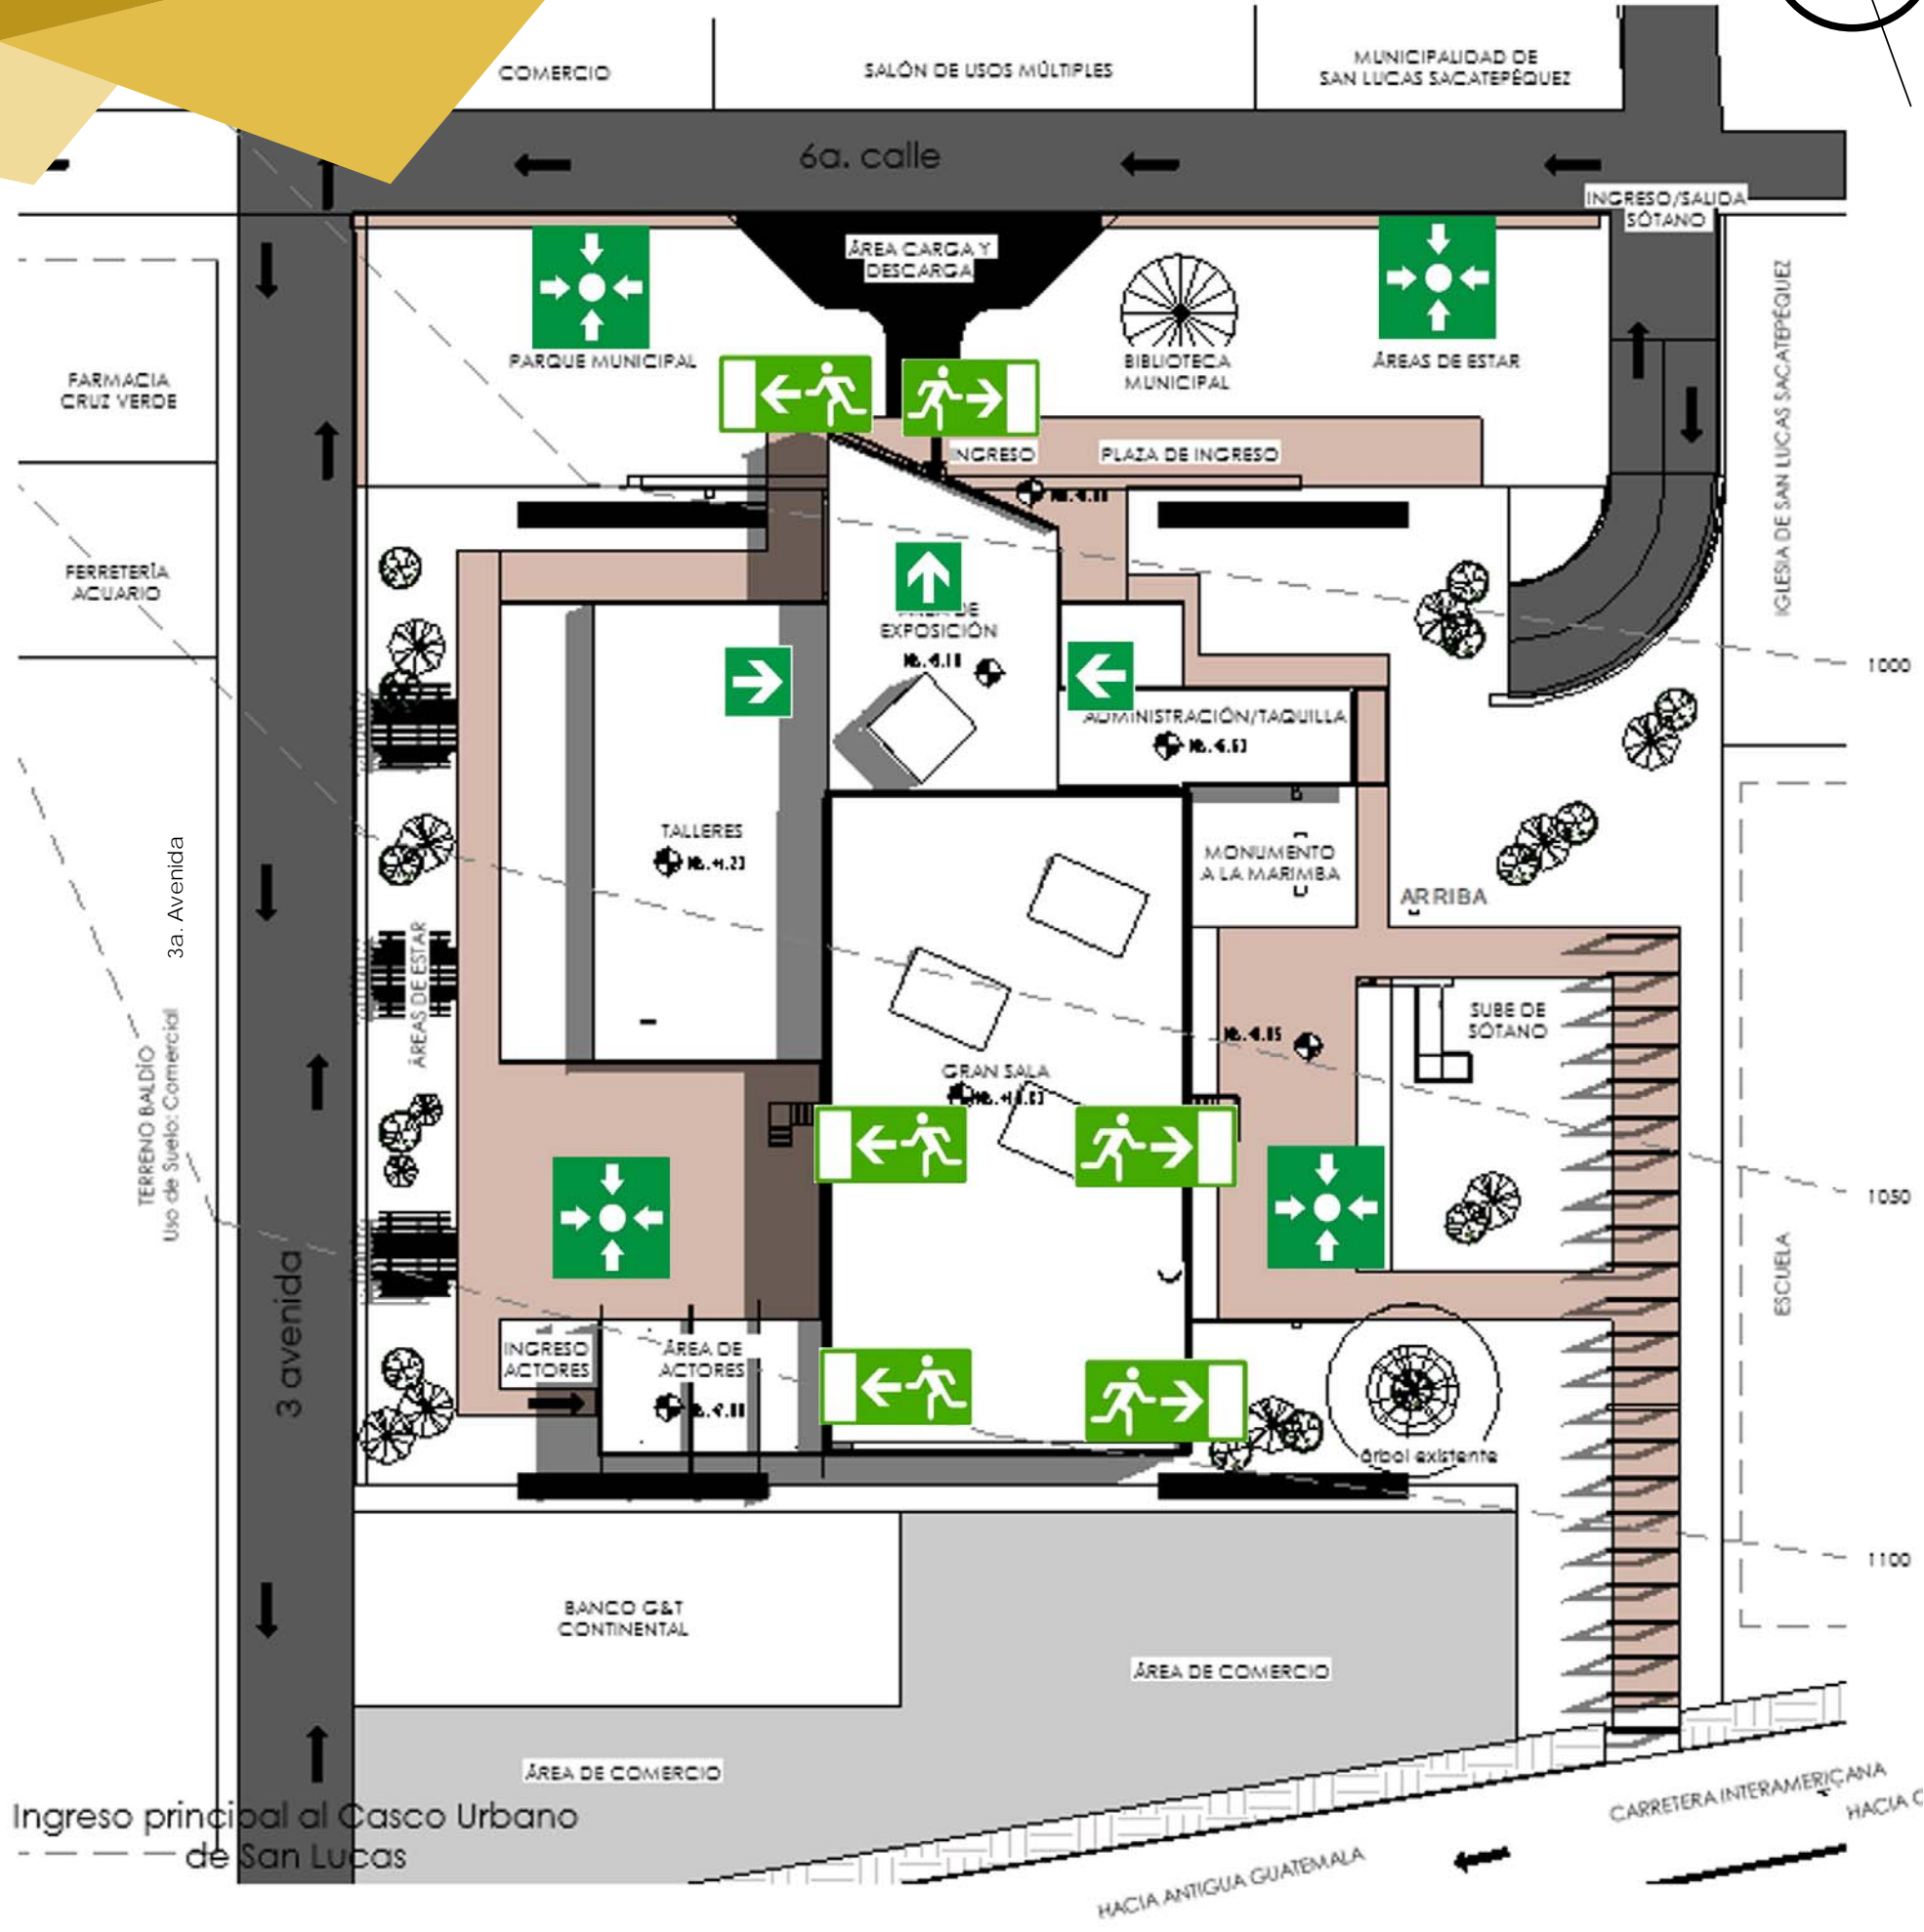 COMERCIO
SALÓN DE USOS MÚLTIPLES
MUNICIPALIDAD DE
SAN LUCAS SACATEPÉQUEZ
6a. calle
INGRESO/SALIDA
SÓTANO
ÁREA CARGA Y
DESCARGA
PARQUE MUNICIPAL
BIBLIOTECA
MUNICIPAL
ÁREAS DE ESTAR
IGLESIA DE SAN LUCAS SACATEPÉQUEZ
FARMACIA
CRUZ VERDE
INGRESO
PLAZA DE INGRESO
FERRETERÍA
ACUARIO
DE
EXPOSICIÓN
1000
ADMINISTRACIÓN/TAQUILLA
TALLERES
MONUMENTO
A LA MARIMBA
ARRIBA
3a. Avenida
ÁREAS DE ESTAR
SUBE DE
SÓTANO
GRAN SALA
TERRENO BALDÍO
Uso de Suelo: Comercial
1050
ESCUELA
3 avenida
INGRESO
ACTORES
ÁREA DE
ACTORES
árbol existente
1100
BANCO G&T
CONTINENTAL
ÁREA DE COMERCIO
ÁREA DE COMERCIO
Ingreso principal al Casco Urbano
de San Lucas
CARRETERA INTERAMERICANA
HACIA
HACIA ANTIGUA GUATEMALA